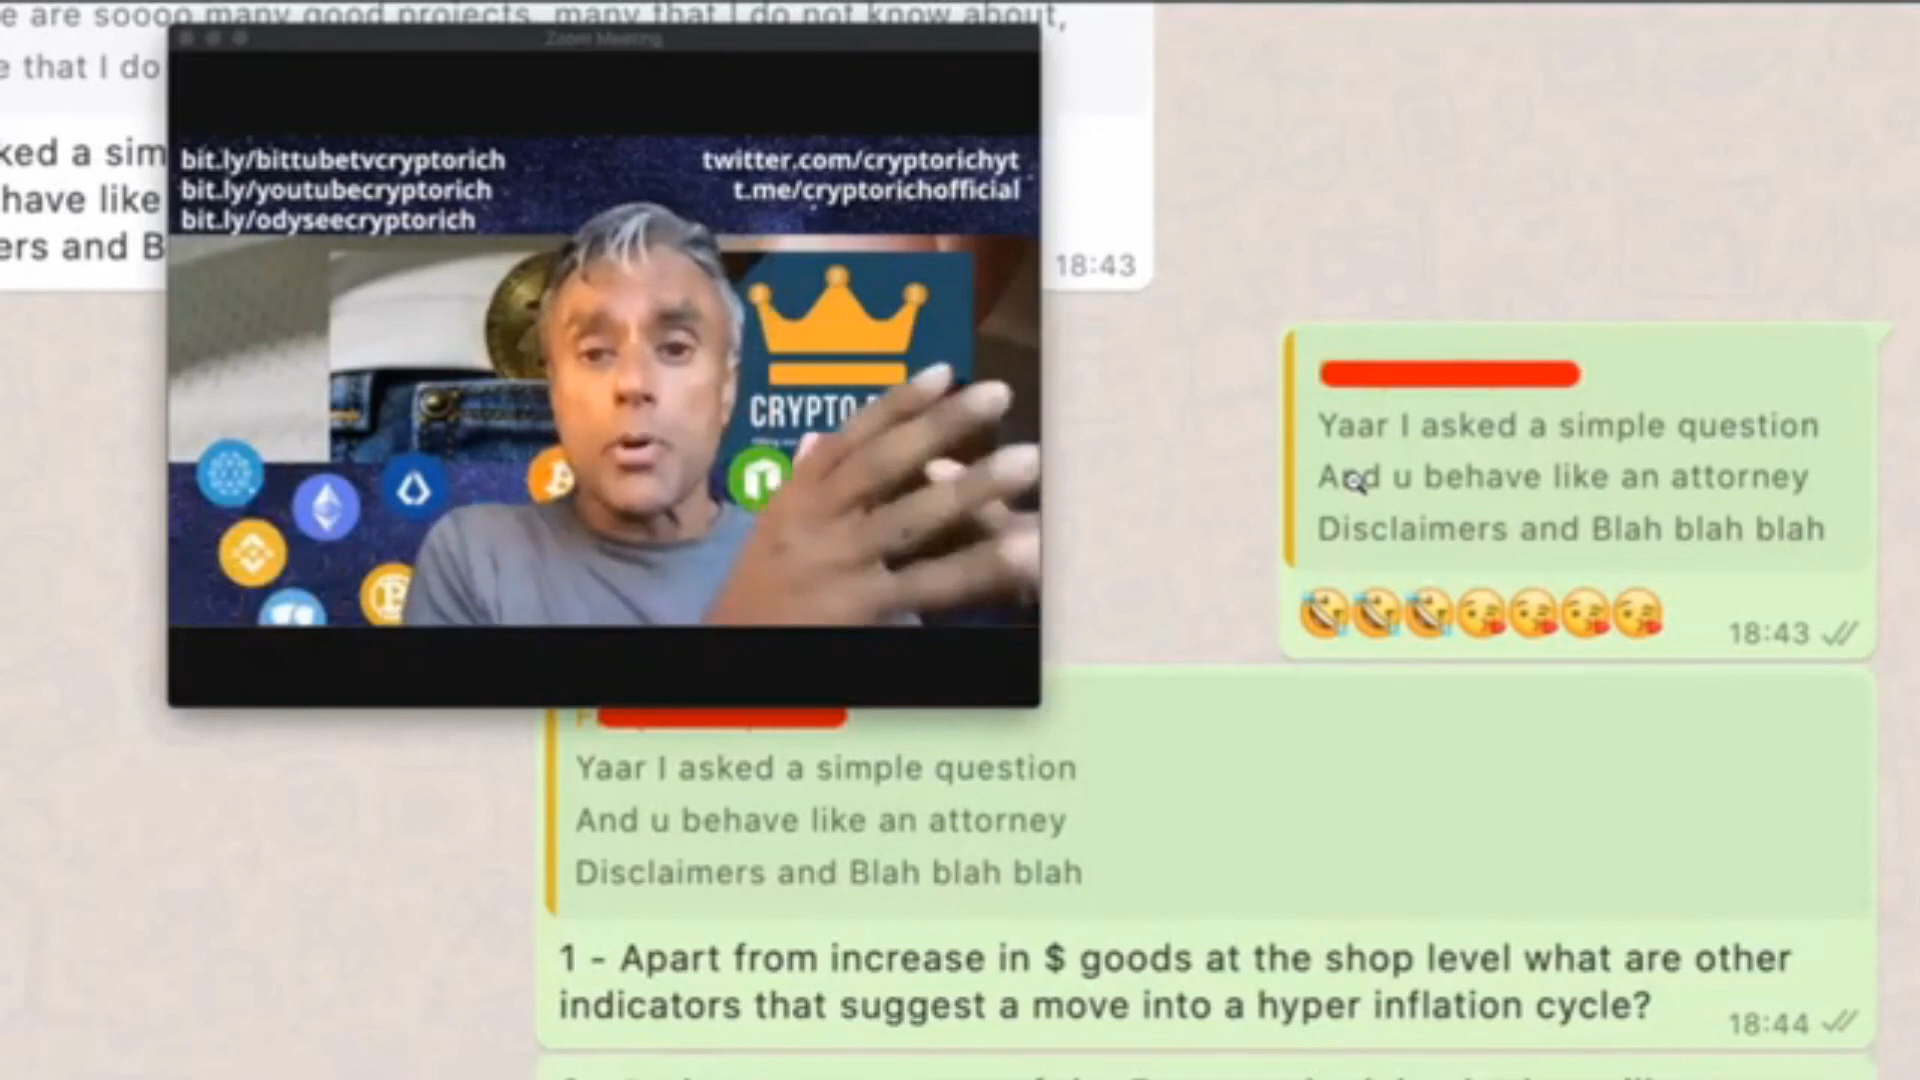 e are soooo many good projects, many that I do not know about,
e that I do
ked a sim
have like
ers and B
18:43
Zoom Meeting
bit.ly/bittubetvcryptorich
bit.ly/youtubecryptorich
bit.ly/odyseecryptorich
twitter.com/cryptorichyt
t.me/cryptorichofficial
CRYPTO
Yaar I asked a simple question
And u behave like an attorney
Disclaimers and Blah blah blah
🤣🤣🤣😘😘😘😘
18:43
Yaar I asked a simple question
And u behave like an attorney
Disclaimers and Blah blah blah
1 - Apart from increase in $ goods at the shop level what are other
indicators that suggest a move into a hyper inflation cycle?
18:44